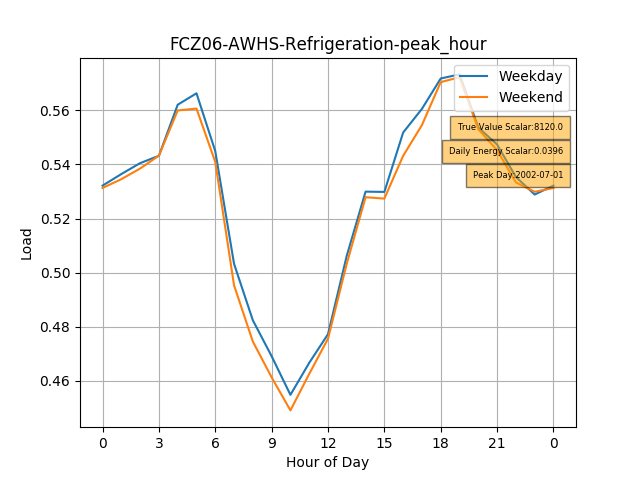 FCZ06-AWHS-Refrigeration-peak_hour
Weekday
Weekend
True Value Scalar:8120.0
Daily Energy Scalar:0.0396
Peak Day:2002-07-01
0.56
0.54
0.52
0.50
0.48
0.46
Load
0 3 6 9 12 15 18 21 0
Hour of Day